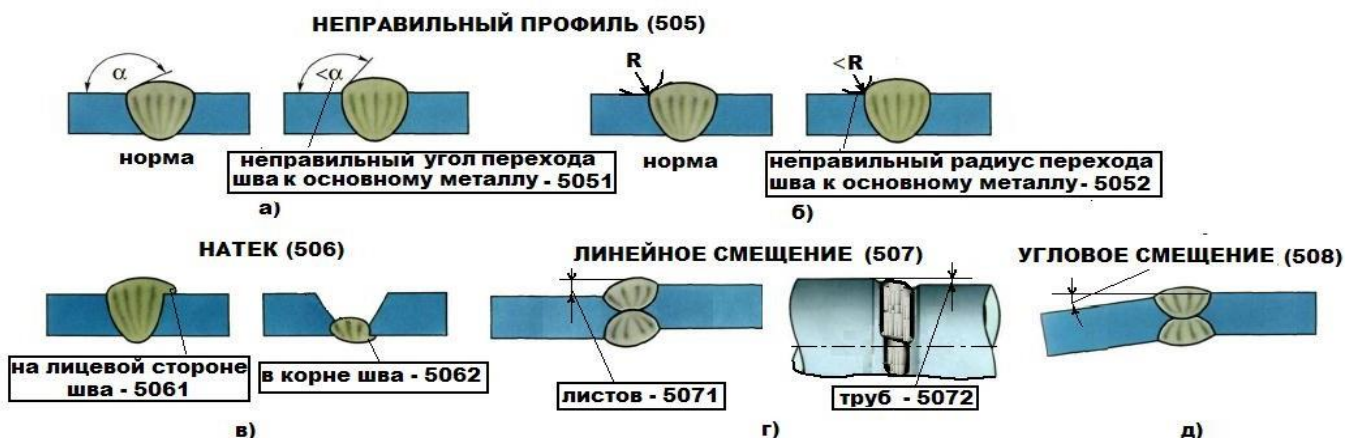 НЕПРАВИЛЬНЫЙ ПРОФИЛЬ (505)
α
<α
R
<R
норма
неправильный угол перехода
шва к основному металлу - 5051
норма
неправильный радиус перехода
шва к основному металлу - 5052
а)
б)
НАТЕК (506)
ЛИНЕЙНОЕ СМЕЩЕНИЕ (507)
УГЛОВОЕ СМЕЩЕНИЕ (508)
на лицевой стороне
шва - 5061
в корне шва - 5062
листов - 5071
труб - 5072
в)
г)
д)